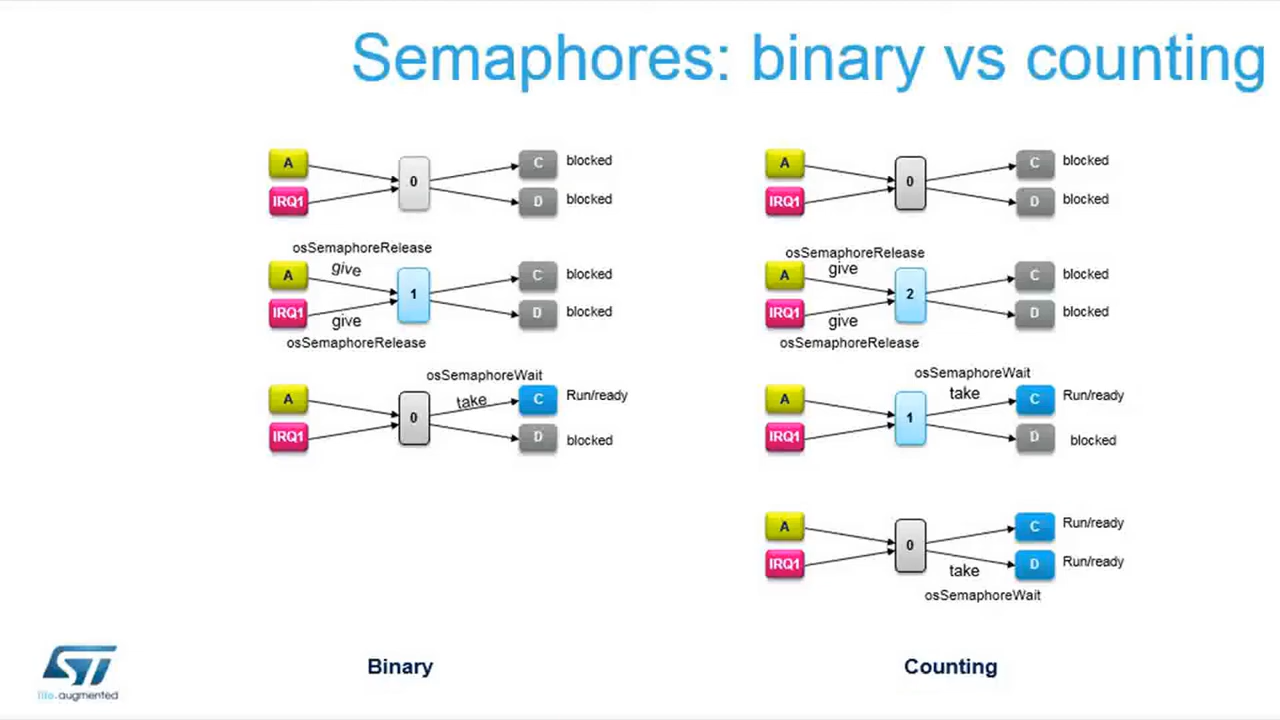 Semaphores: binary vs counting
A
IRQ1
0
C
D
blocked
blocked
osSemaphoreRelease
A
give
IRQ1
give
1
C
D
blocked
blocked
osSemaphoreRelease
osSemaphoreWait
A
IRQ1
0
take
C
D
Run/ready
blocked
Binary
A
IRQ1
0
C
D
blocked
blocked
osSemaphoreRelease
A
give
IRQ1
give
2
C
D
blocked
blocked
osSemaphoreRelease
osSemaphoreWait
A
IRQ1
1
take
C
D
Run/ready
blocked
A
IRQ1
0
C
D
take
Run/ready
Run/ready
osSemaphoreWait
Counting
ST
life.augmented